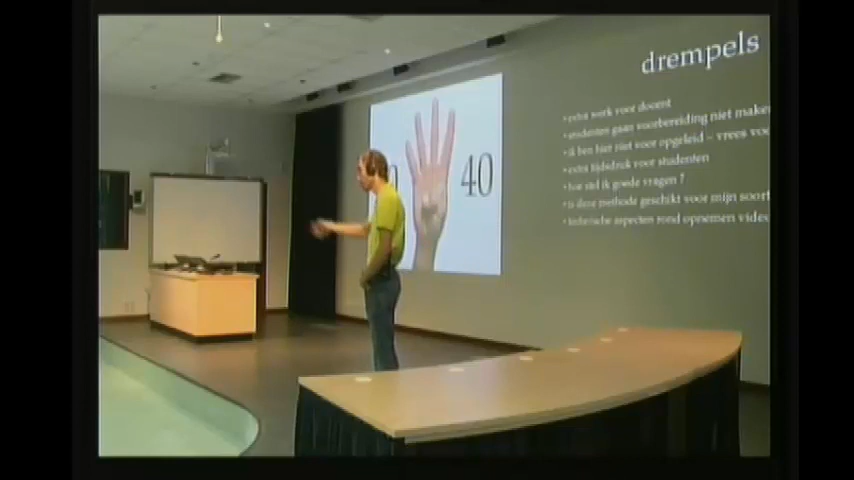 drempels
• extra werk voor docent
• studenten gaan voorbereiding niet maken
• ik ben hier niet voor opgeleid – vrees voo
• extra tijdsdruk voor studenten
• hoe stel ik goede vragen ?
• is deze methode geschikt voor mijn soort
• technische aspecten rond opnemen video
0
40